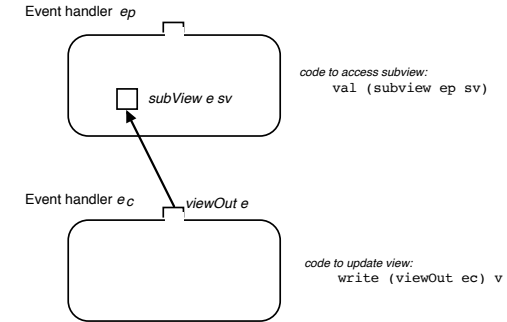 Event handler ep
subView e sv
code to access subview:
val (subview ep sv)
Event handler ec
viewOut e
code to update view:
write (viewOut ec) v